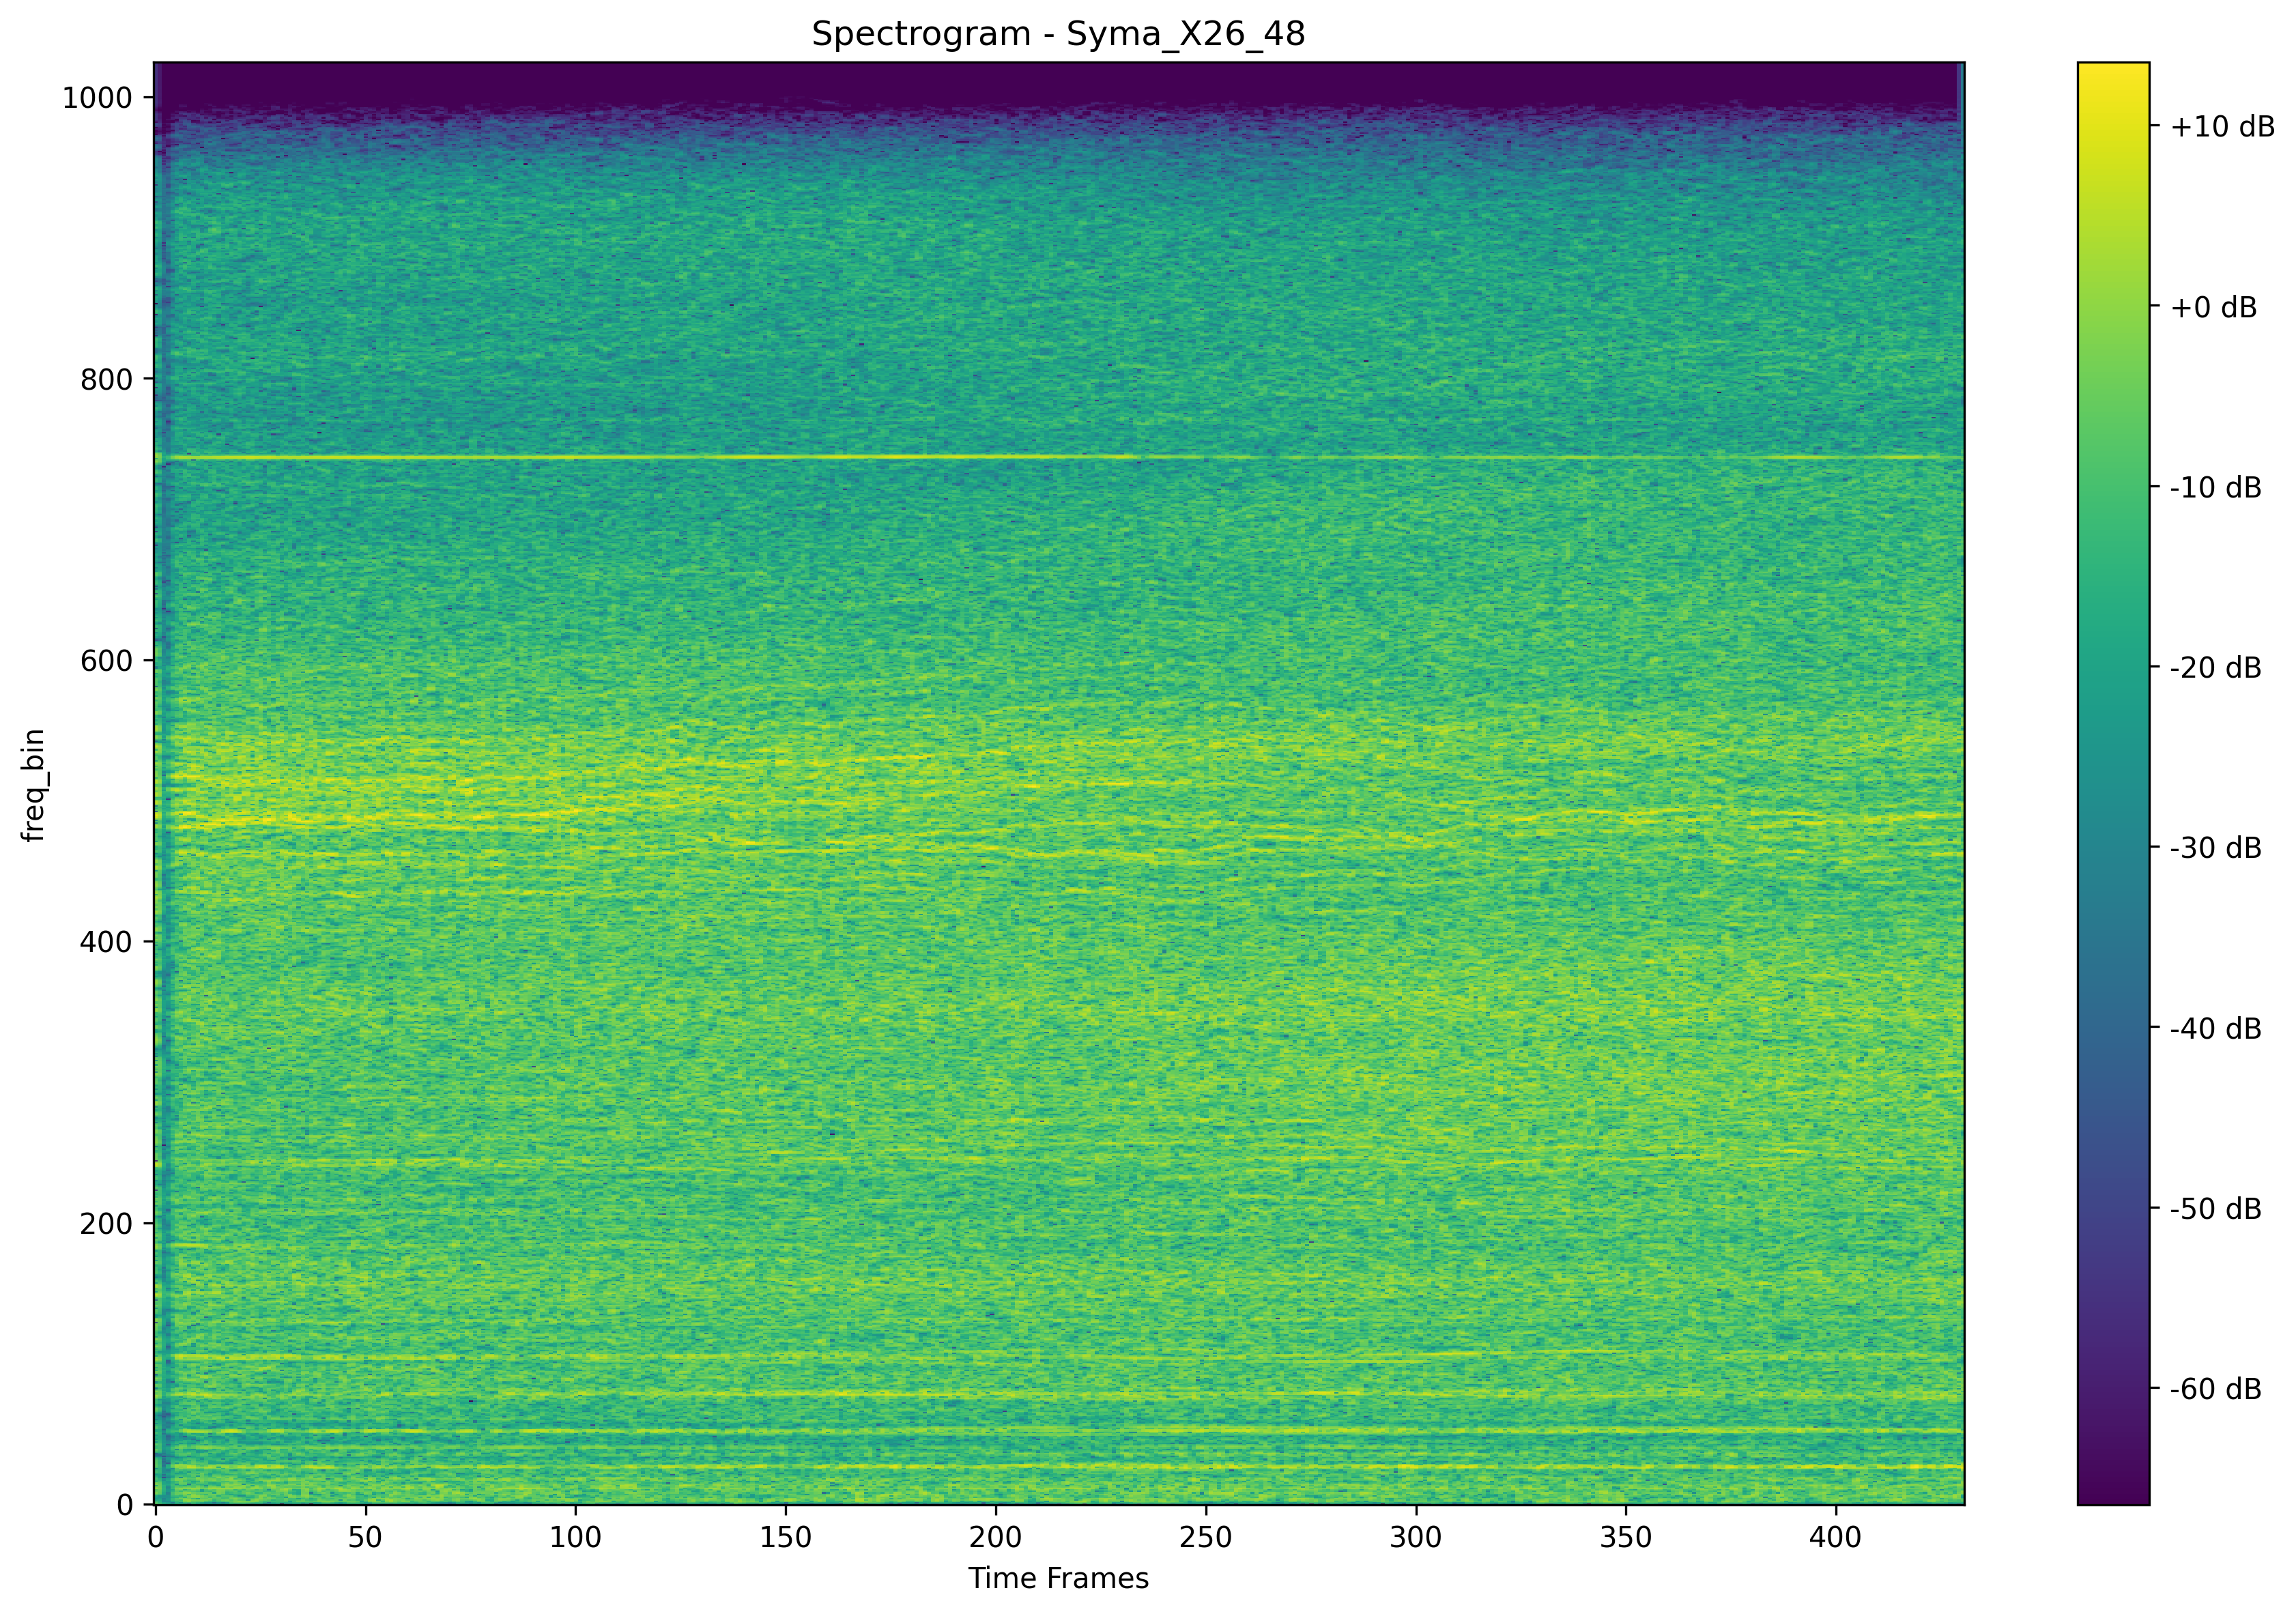 Spectrogram - Syma_X26_48
1000
800
600
400
200
0
freq_bin
0 50 100 150 200 250 300 350 400
Time Frames
+10 dB
+0 dB
-10 dB
-20 dB
-30 dB
-40 dB
-50 dB
-60 dB